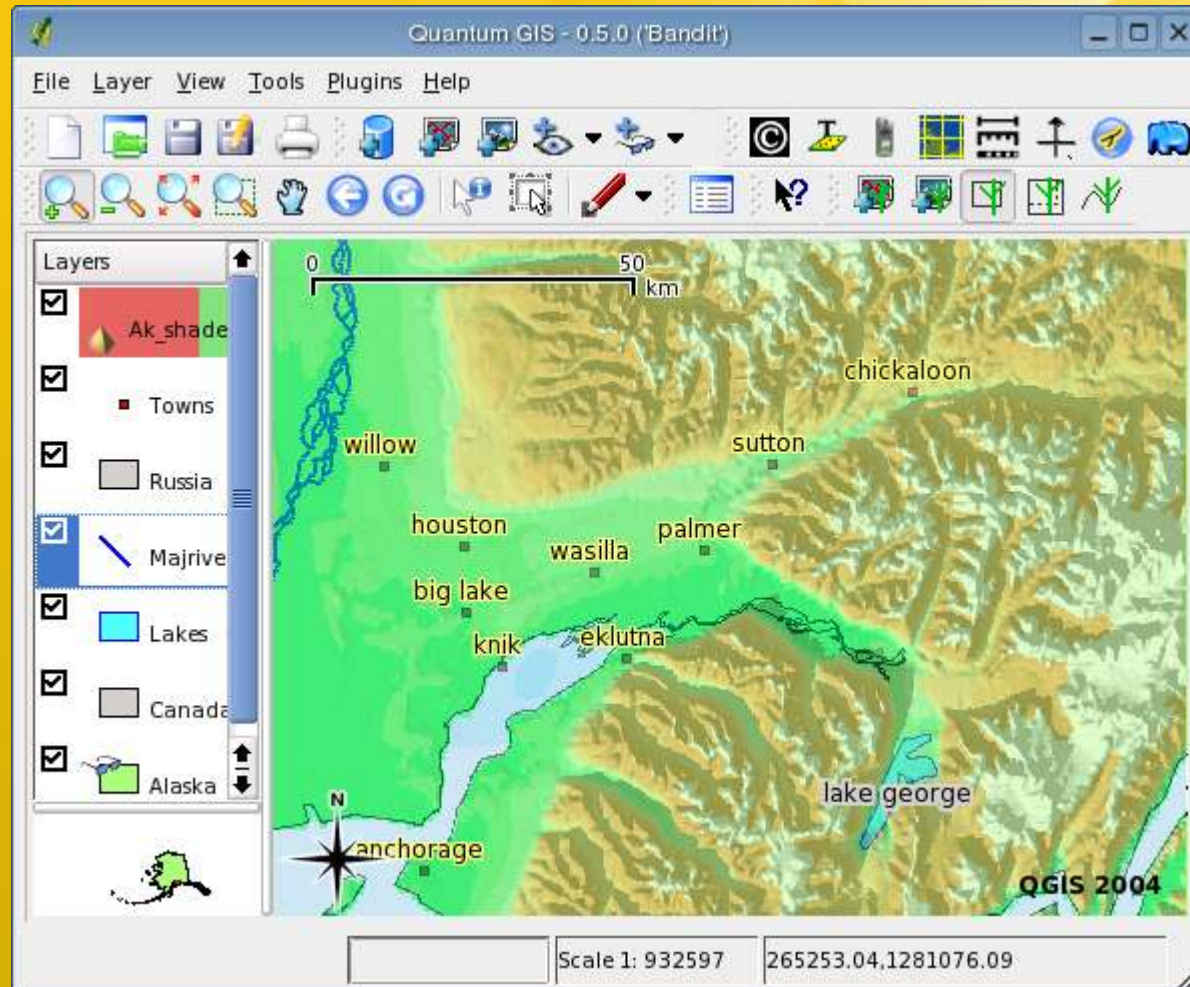 Quantum GIS - 0.5.0 ('Bandit')
File Layer View Tools Plugins Help
Layers
Ak_shade
Towns
Russia
Majrive
Lakes
Canada
Alaska
0 50
km
chickaloon
willow
sutton
houston
palmer
wasilla
big lake
knik
eklutna
lake george
N
anchorage
QGIS 2004
Scale 1: 932597
265253.04,1281076.09